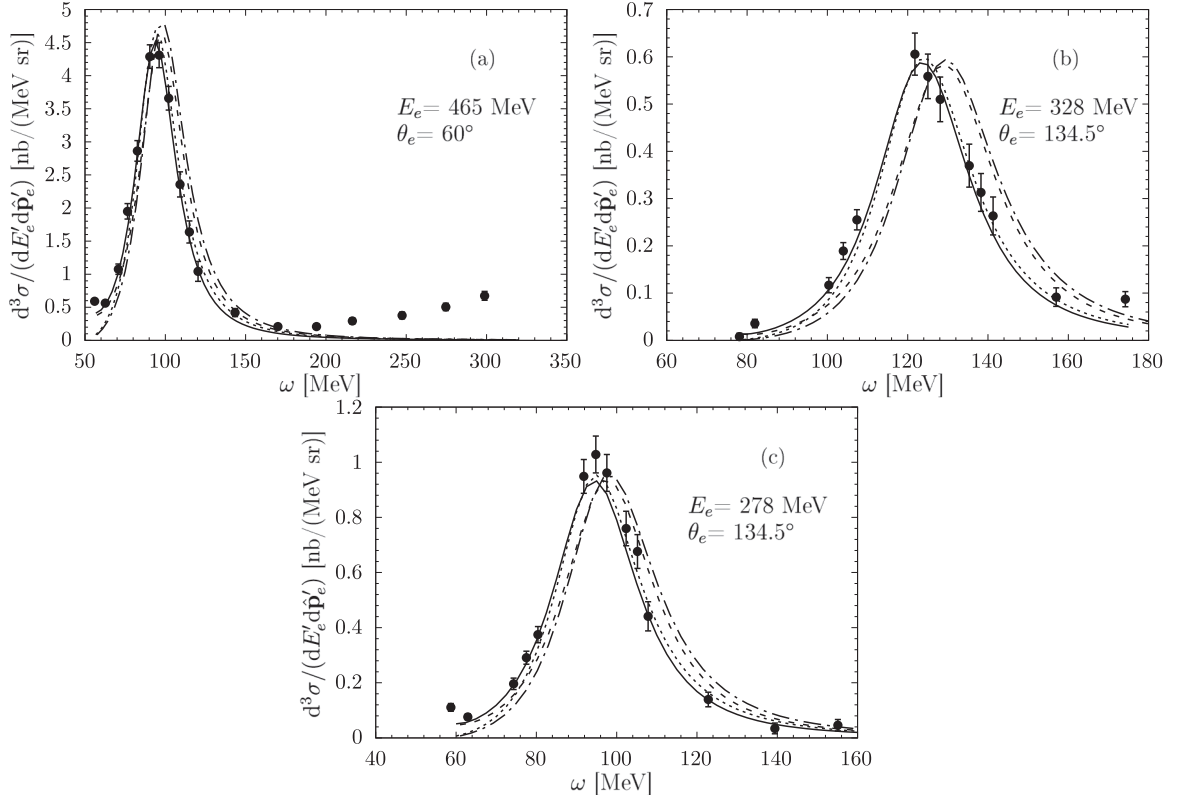 5
4.5
4
3.5
3
2.5
2
1.5
1
0.5
0
50 100 150 200 250 300 350
ω [MeV]
d³σ/(dE′ₑdp̂′ₑ) [nb/(MeV sr)]
(a)
Eₑ= 465 MeV
θₑ= 60°
0.7
0.6
0.5
0.4
0.3
0.2
0.1
0
60 80 100 120 140 160 180
ω [MeV]
d³σ/(dE′ₑdp̂′ₑ) [nb/(MeV sr)]
(b)
Eₑ= 328 MeV
θₑ= 134.5°
1.2
1
0.8
0.6
0.4
0.2
0
40 60 80 100 120 140 160
ω [MeV]
d³σ/(dE′ₑdp̂′ₑ) [nb/(MeV sr)]
(c)
Eₑ= 278 MeV
θₑ= 134.5°